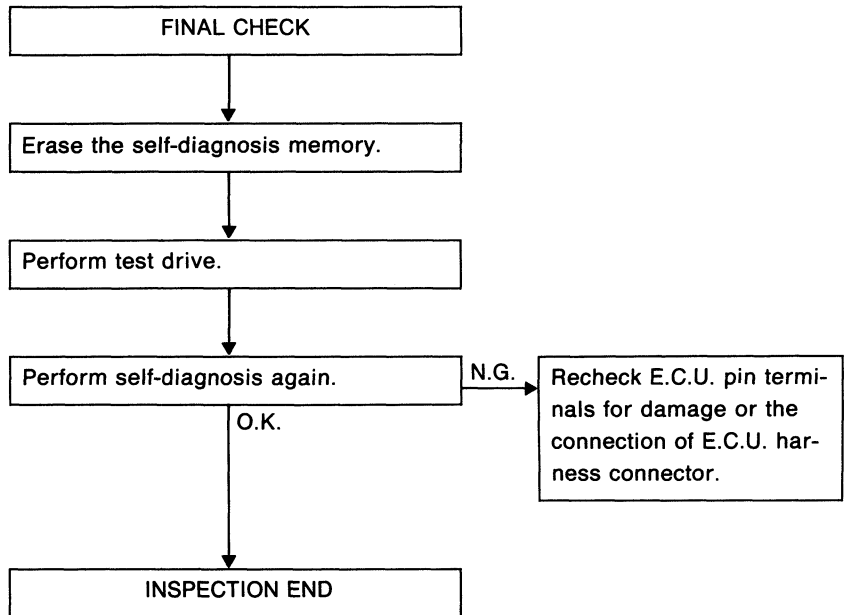 FINAL CHECK
Erase the self-diagnosis memory.
Perform test drive.
Perform self-diagnosis again.
N.G.
Recheck E.C.U. pin termi-
nals for damage or the
connection of E.C.U. har-
ness connector.
O.K.
INSPECTION END